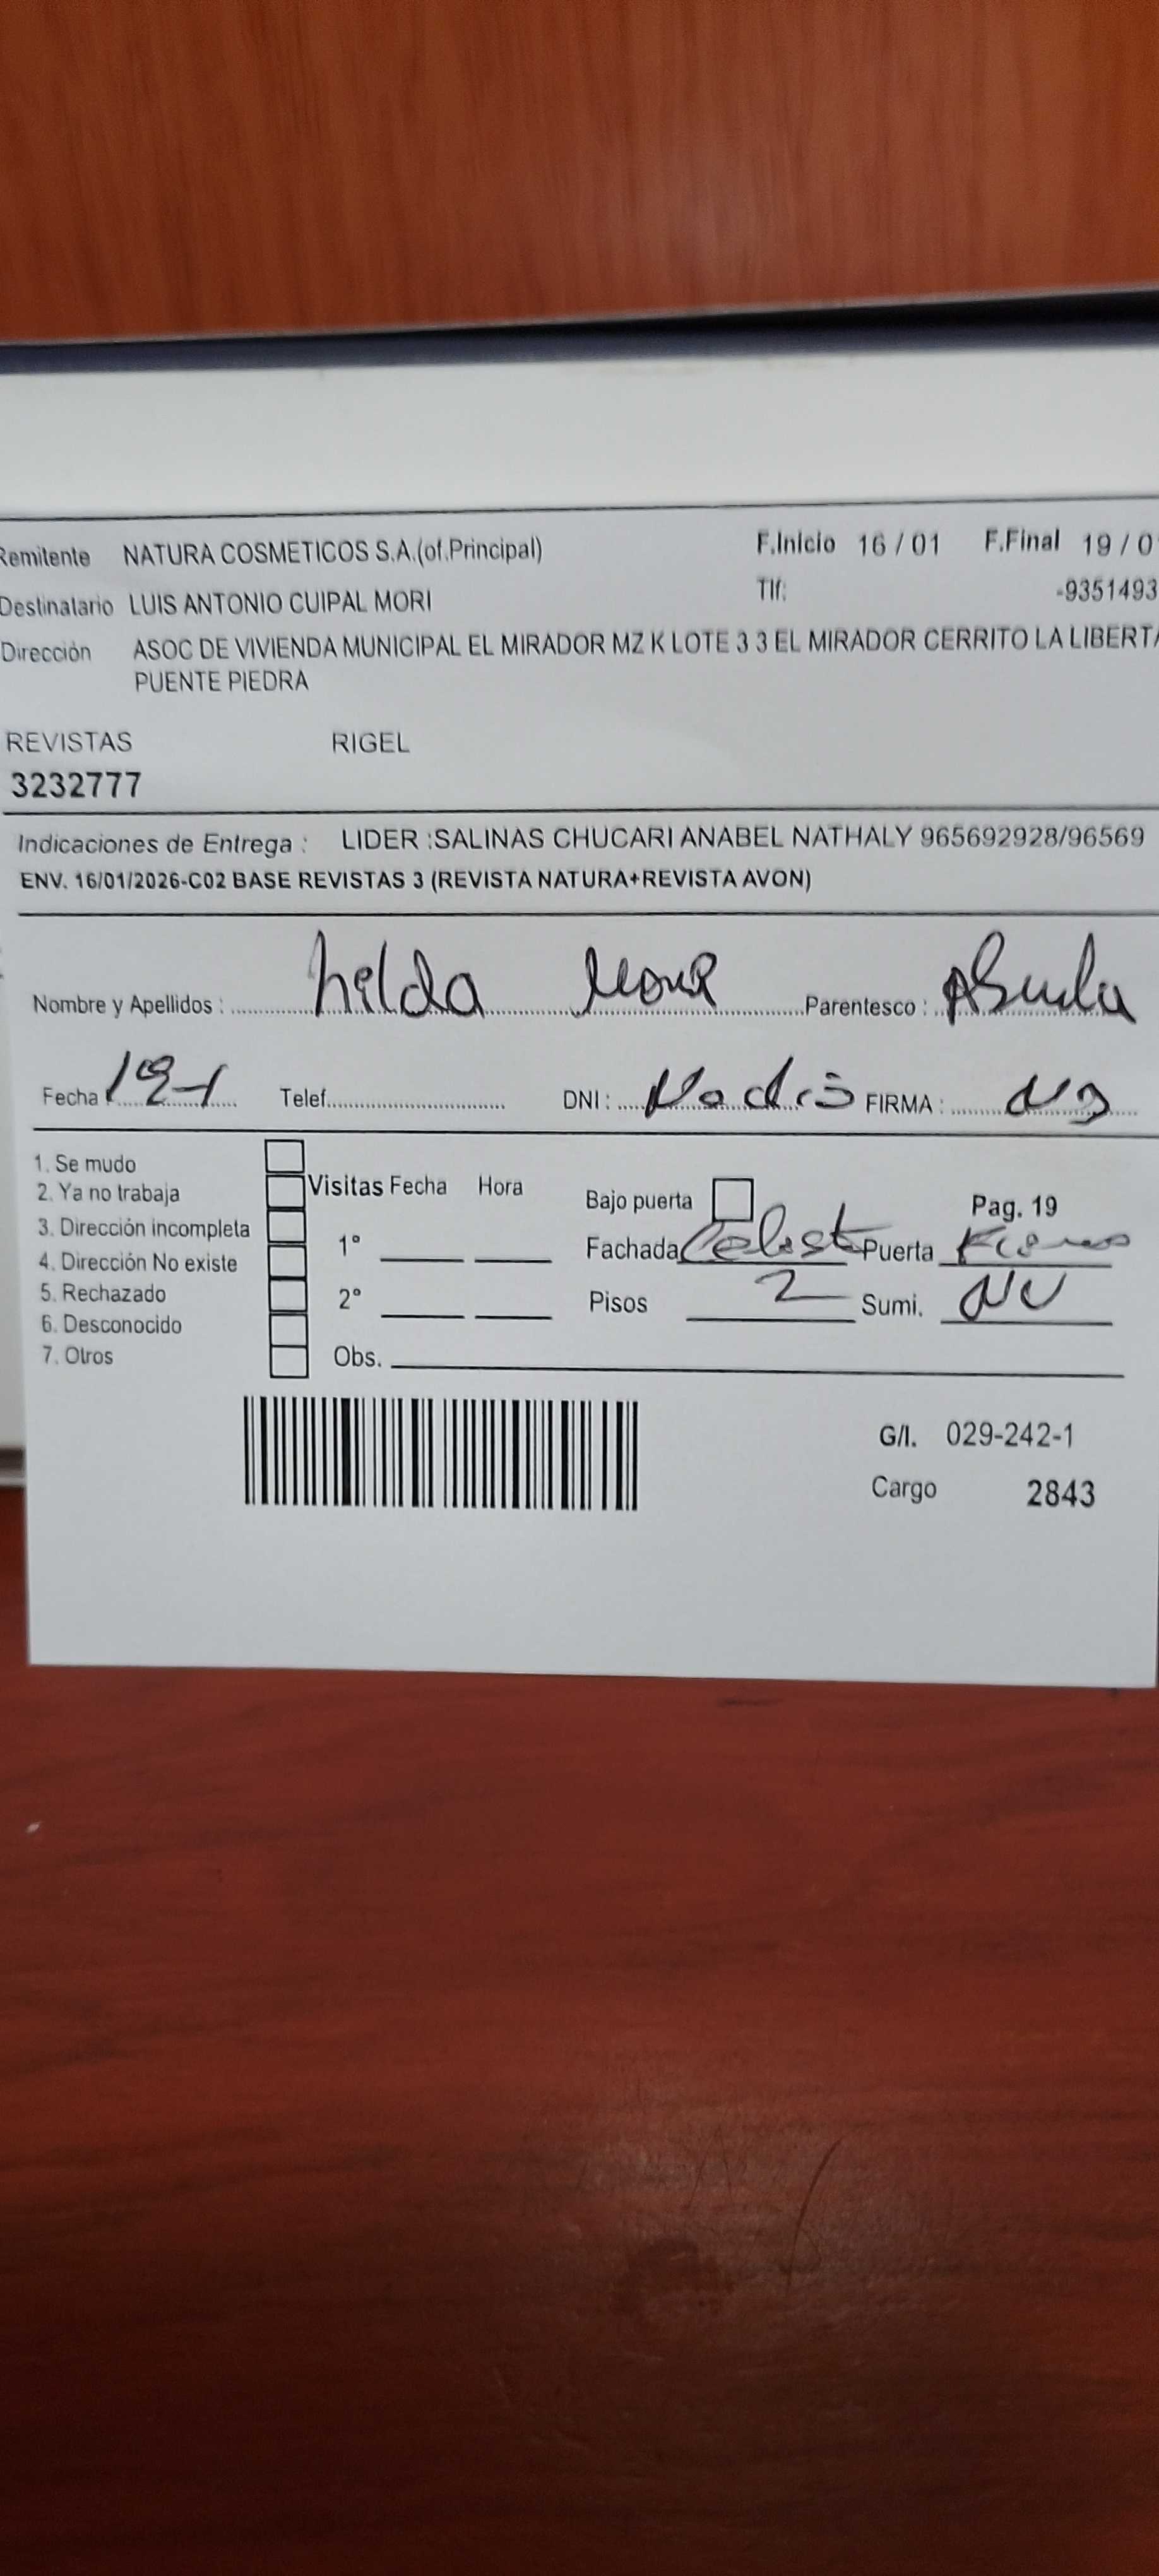 Remitente NATURA COSMETICOS S.A.(of.Principal) F.Inicio 16 / 01 F.Final 19 / 0
Destinatario LUIS ANTONIO CUIPAL MORI Tlf: -9351493
Dirección ASOC DE VIVIENDA MUNICIPAL EL MIRADOR MZ K LOTE 3 3 EL MIRADOR CERRITO LA LIBERTA
PUENTE PIEDRA
REVISTAS RIGEL
3232777
Indicaciones de Entrega : LIDER :SALINAS CHUCARI ANABEL NATHALY 965692928/96569
ENV. 16/01/2026-C02 BASE REVISTAS 3 (REVISTA NATURA+REVISTA AVON)
Nombre y Apellidos : hilda Parentesco :
Fecha 19-1 Telef. DNI : No dio FIRMA :
1. Se mudo
2. Ya no trabaja Visitas Fecha Hora Bajo puerta Pag. 19
3. Dirección incompleta 1° Fachada Celest Puerta
4. Dirección No existe
5. Rechazado 2° Pisos 2 Sumi.
6. Desconocido
7. Otros Obs.
G/I. 029-242-1
Cargo 2843